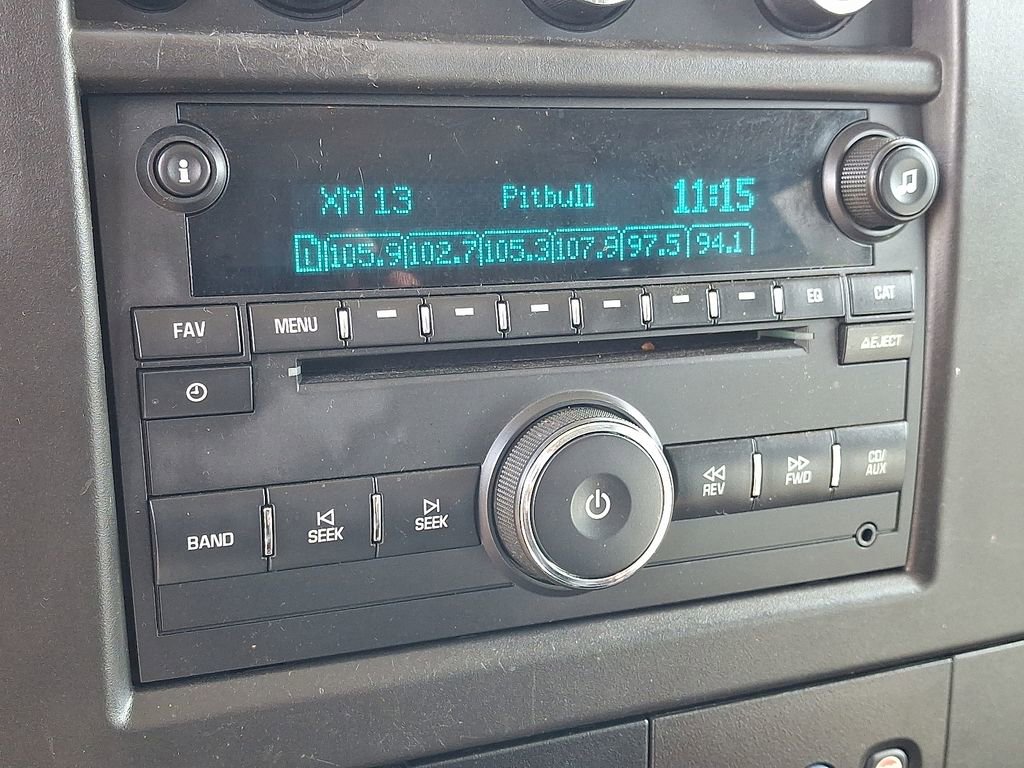 i
XM 13 Pitbull 11:15
1 105.9 102.7 105.3 107.9 97.5 94.1
FAV MENU EQ CAT
EJECT
BAND SEEK SEEK REV FWD CD/
AUX